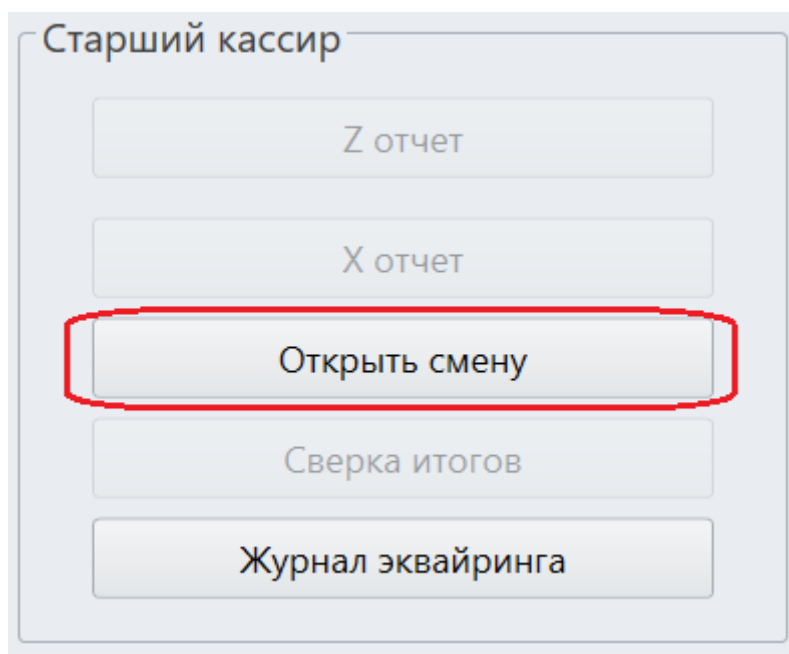 Старший кассир
Z отчет
X отчет
Открыть смену
Сверка итогов
Журнал эквайринга